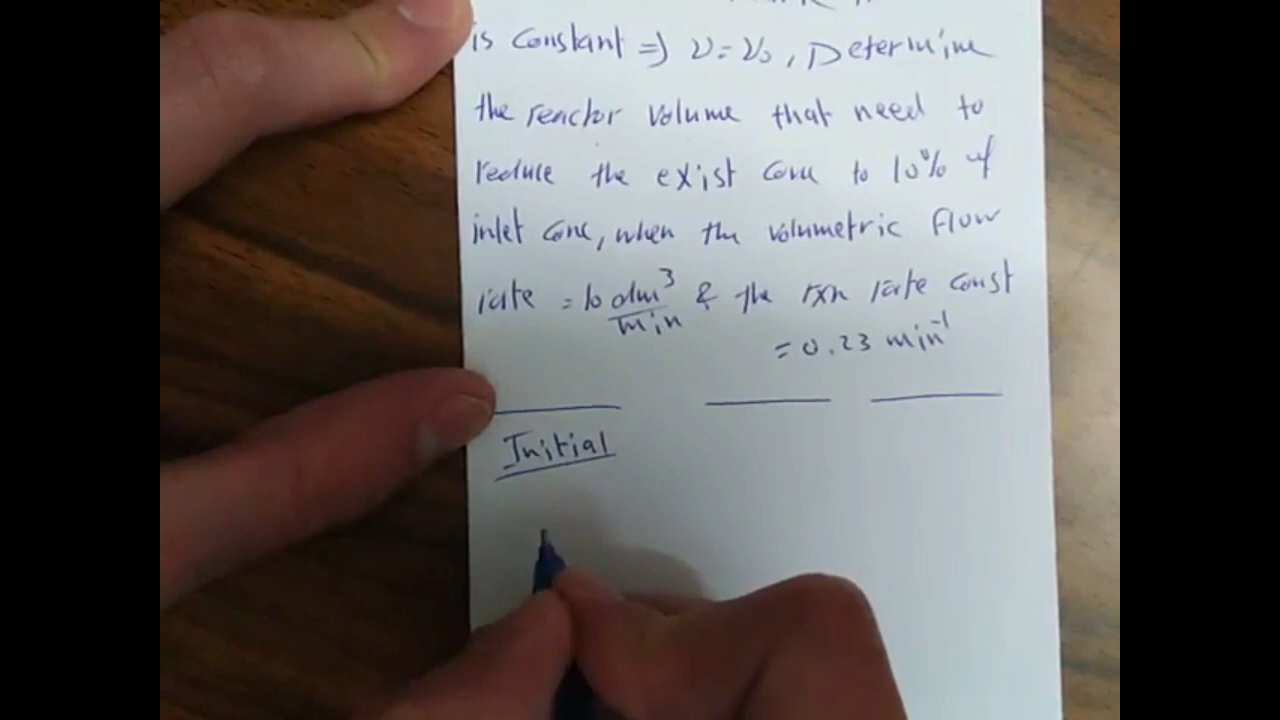 is constant => ν = ν₀, Determine
the reactor volume that need to
reduce the exist conc to 10% of
inlet conc, when the volumetric flow
rate = 10 dm³/min & the rxn rate const
= 0.23 min⁻¹
Initial